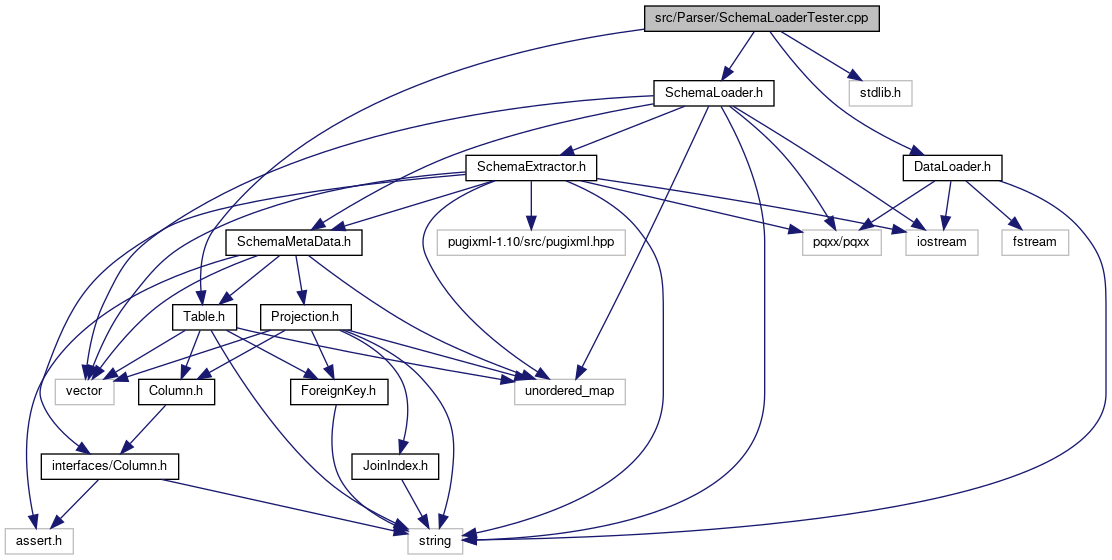 src/Parser/SchemaLoaderTester.cpp
SchemaLoader.h
stdlib.h
SchemaExtractor.h
DataLoader.h
SchemaMetaData.h
pugixml-1.10/src/pugixml.hpp
pqxx/pqxx
iostream
fstream
Table.h
Projection.h
vector
Column.h
ForeignKey.h
unordered_map
interfaces/Column.h
JoinIndex.h
assert.h
string